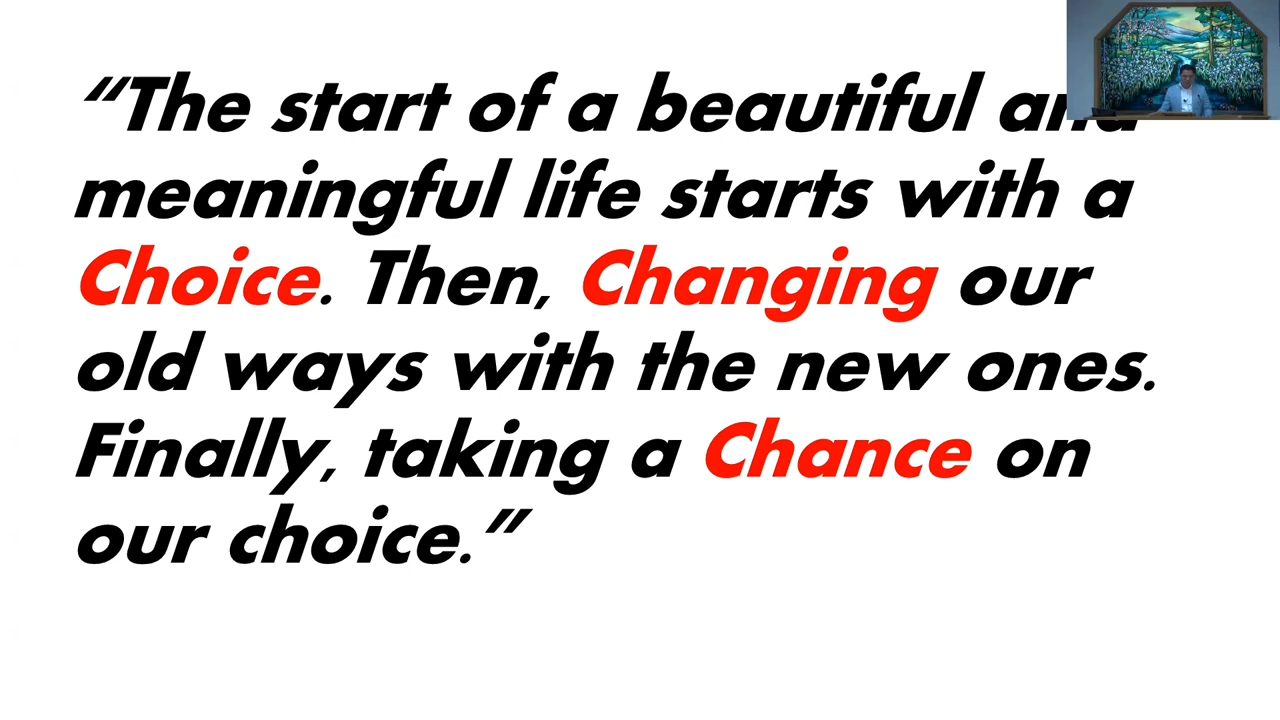 “The start of a beautiful and
meaningful life starts with a
Choice. Then, Changing our
old ways with the new ones.
Finally, taking a Chance on
our choice.”